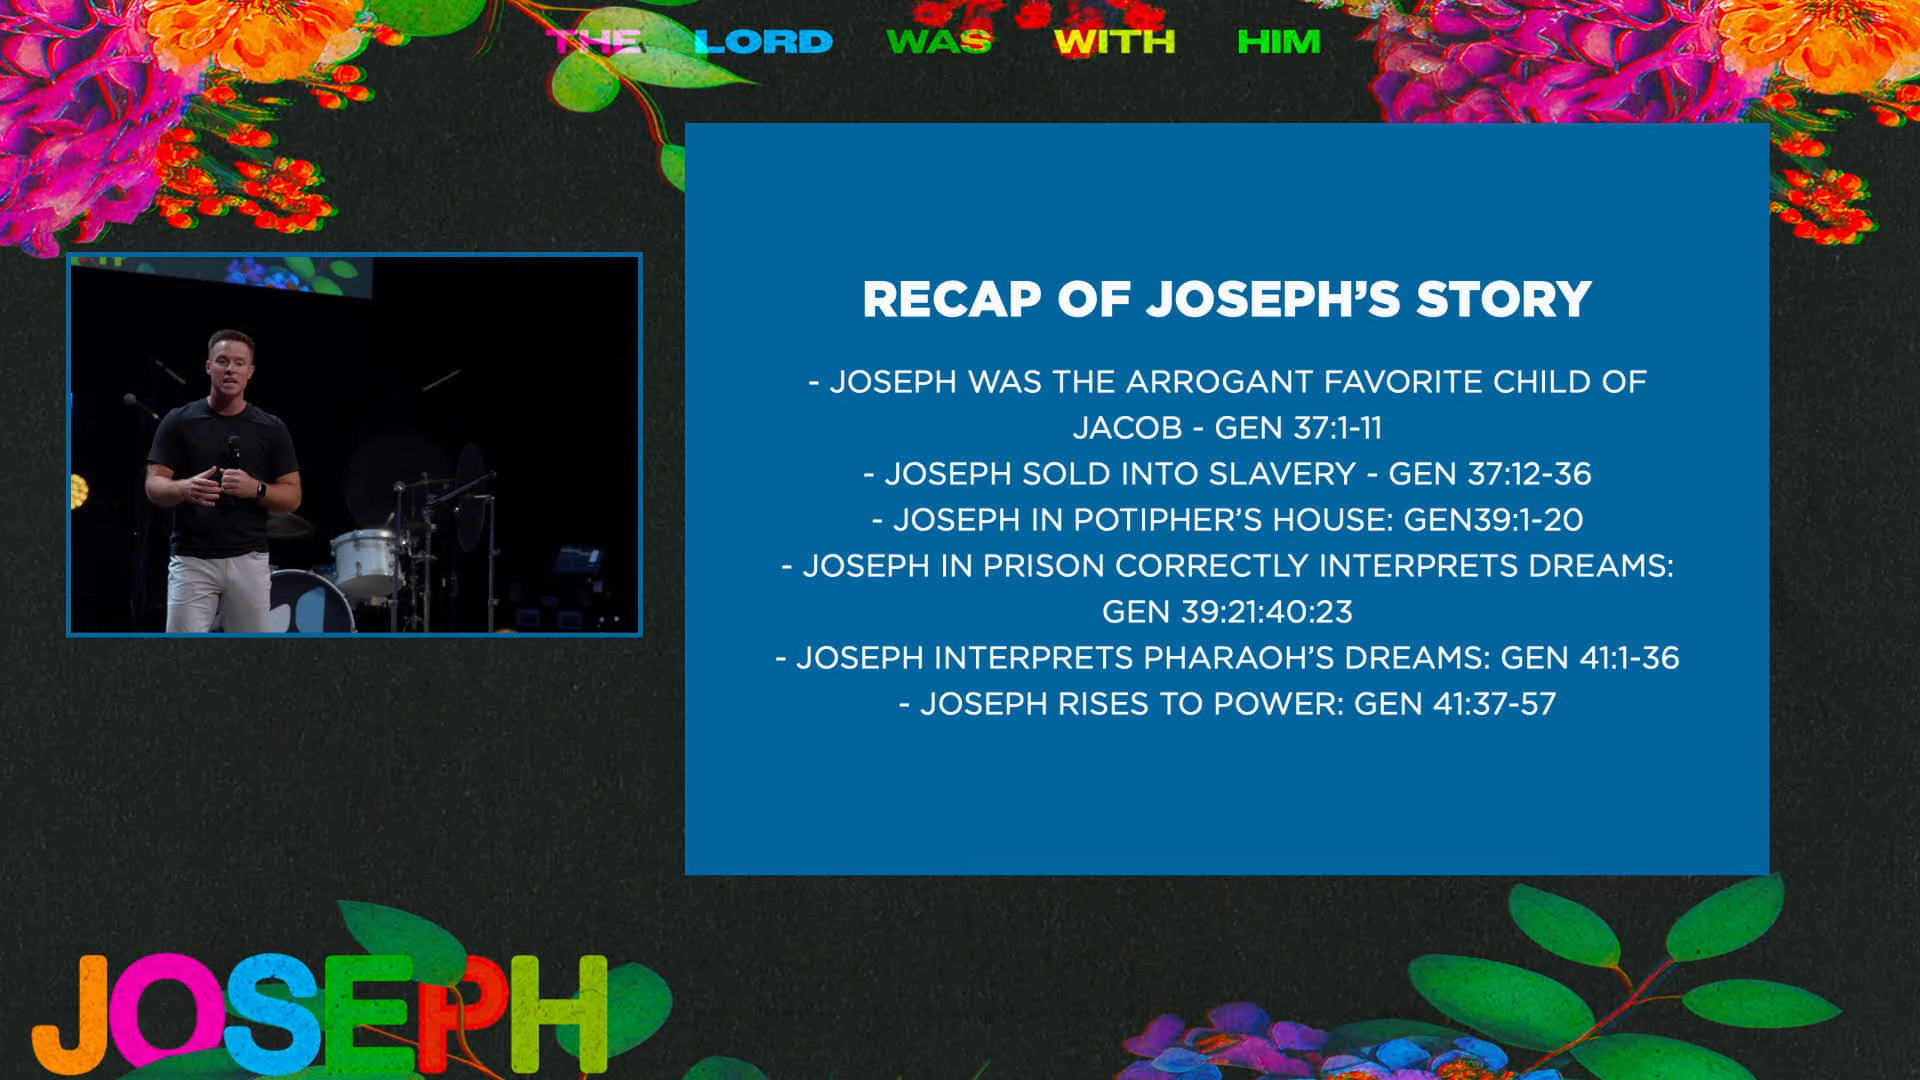 THE LORD WAS WITH HIM
RECAP OF JOSEPH'S STORY
- JOSEPH WAS THE ARROGANT FAVORITE CHILD OF
JACOB - GEN 37:1-11
- JOSEPH SOLD INTO SLAVERY - GEN 37:12-36
- JOSEPH IN POTIPHER'S HOUSE: GEN39:1-20
- JOSEPH IN PRISON CORRECTLY INTERPRETS DREAMS:
GEN 39:21:40:23
- JOSEPH INTERPRETS PHARAOH'S DREAMS: GEN 41:1-36
- JOSEPH RISES TO POWER: GEN 41:37-57
JOSEPH